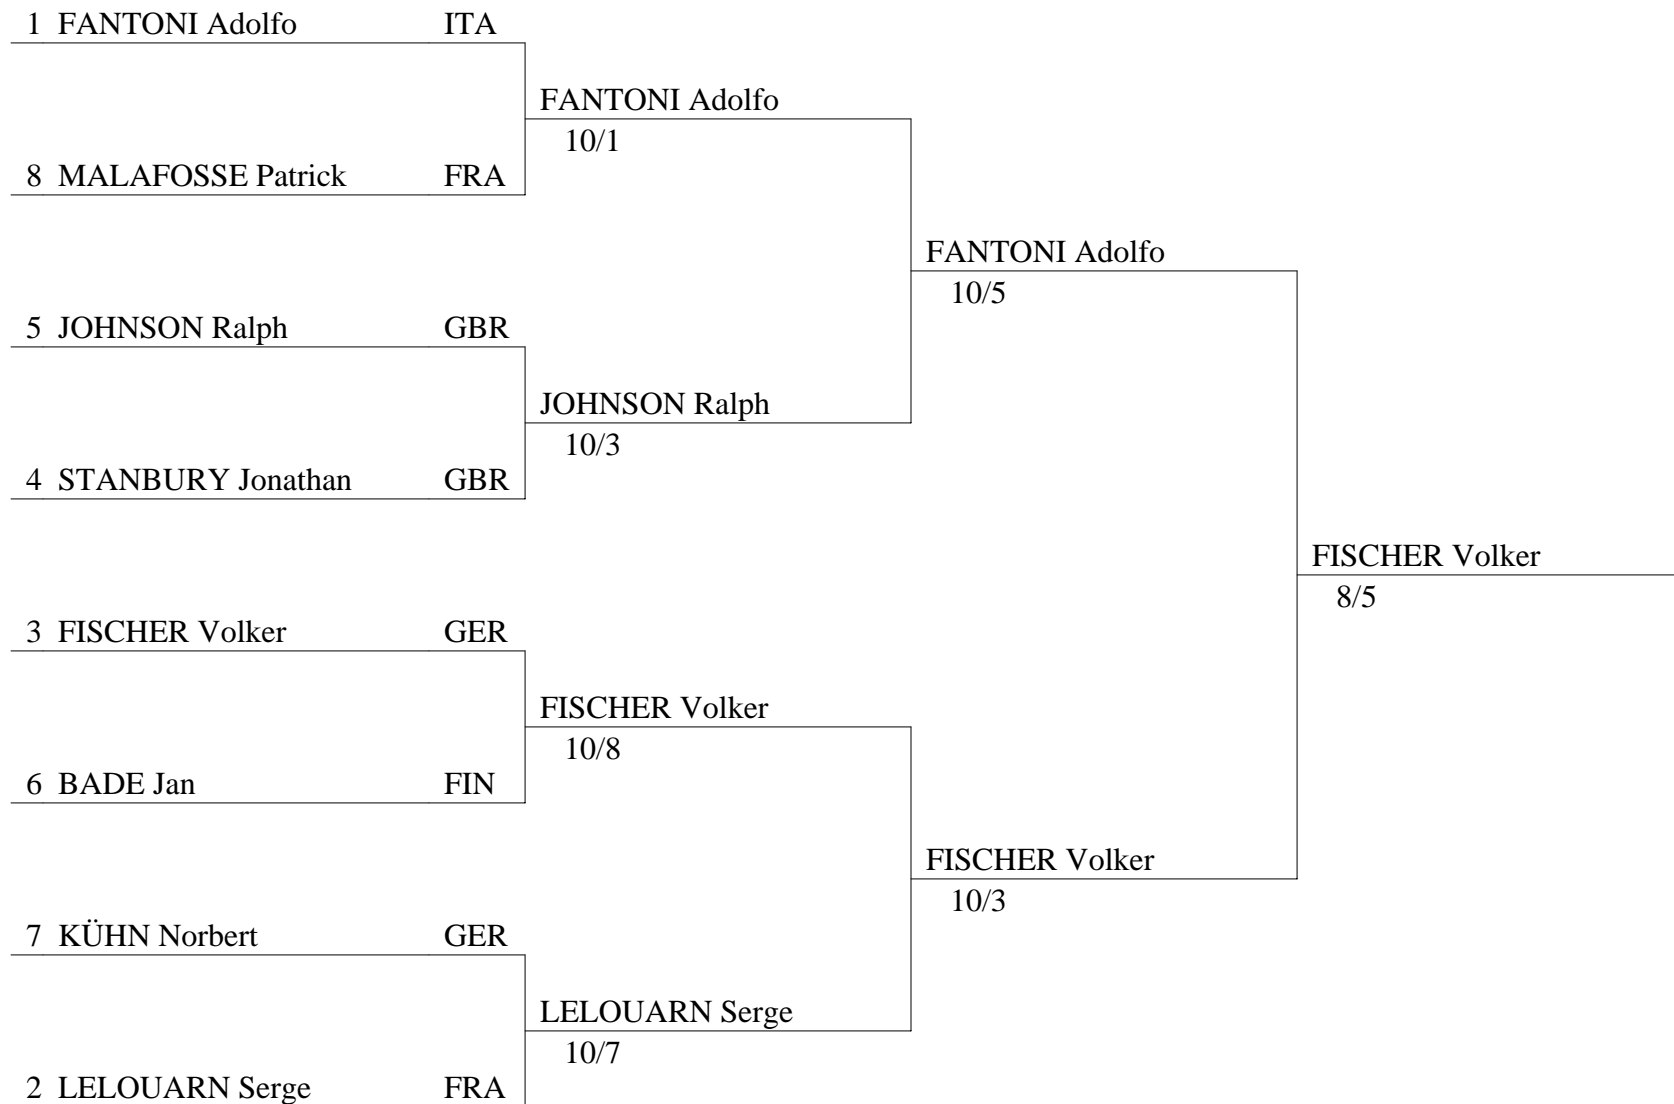 1 FANTONI Adolfo ITA
FANTONI Adolfo
10/1
8 MALAFOSSE Patrick FRA
FANTONI Adolfo
10/5
5 JOHNSON Ralph GBR
JOHNSON Ralph
10/3
4 STANBURY Jonathan GBR
FISCHER Volker
8/5
3 FISCHER Volker GER
FISCHER Volker
10/8
6 BADE Jan FIN
FISCHER Volker
10/3
7 KÜHN Norbert GER
LELOUARN Serge
10/7
2 LELOUARN Serge FRA